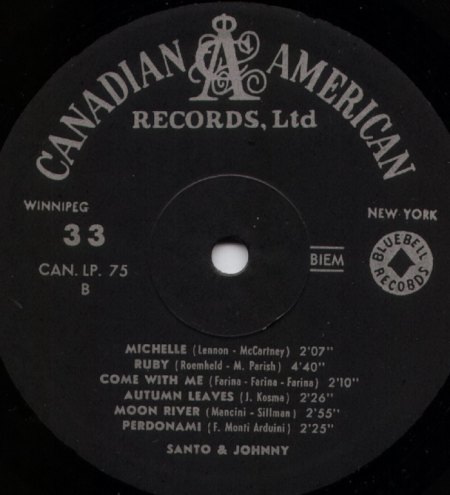 CANADIAN AMERICAN
RECORDS, Ltd
WINNIPEG
NEW-YORK
33
CAN. LP. 75
B
BIEM
BLUEBELL RECORDS
MICHELLE (Lennon - McCartney) 2'07"
RUBY (Roemheld - M. Parish) 4'40"
COME WITH ME (Farina - Farina - Farina) 2'10"
AUTUMN LEAVES (J. Kosma) 2'26"
MOON RIVER (Mancini - Sillman) 2'55"
PERDONAMI (F. Monti Arduini) 2'25"
SANTO & JOHNNY